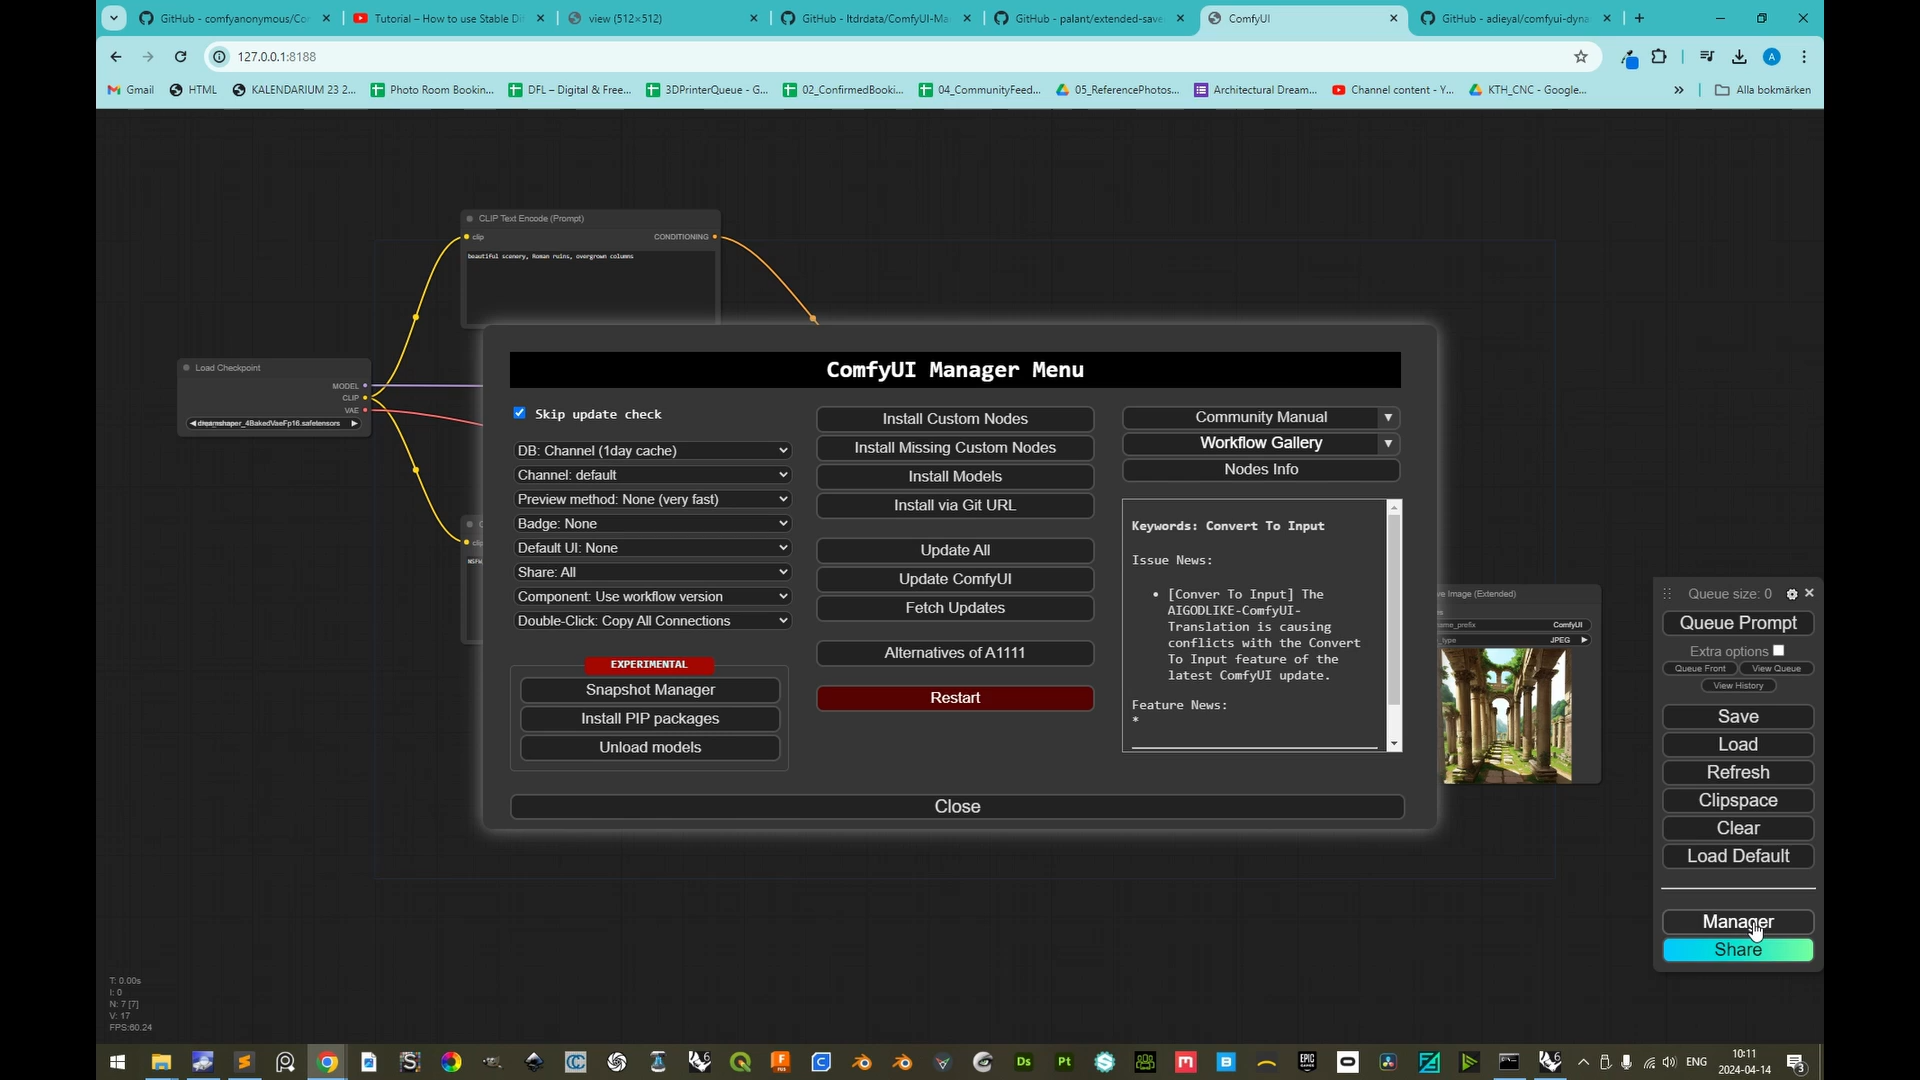 GitHub - comfyanonymous/Co
Tutorial – How to use Stable Di
view (512×512)
GitHub - ltdrdata/ComfyUI-Ma
GitHub - palant/extended-save
ComfyUI
GitHub - adieyal/comfyui-dyna
127.0.0.1:8188
A
Gmail
HTML
KALENDARIUM 23 2...
Photo Room Bookin...
DFL – Digital & Free...
3DPrinterQueue - G...
02_ConfirmedBooki...
04_CommunityFeed...
05_ReferencePhotos...
Architectural Dream...
Channel content - Y...
KTH_CNC - Google...
»
Alla bokmärken
CLIP Text Encode (Prompt)
clip
CONDITIONING
beautiful scenery, Roman ruins, overgrown columns
Load Checkpoint
MODEL
CLIP
VAE
4BakedVaeFp16.safetensors
clip
ComfyUI Manager Menu
Skip update check
DB: Channel (1day cache)
Channel: default
Preview method: None (very fast)
Badge: None
Default UI: None
Share: All
Component: Use workflow version
Double-Click: Copy All Connections
EXPERIMENTAL
Snapshot Manager
Install PIP packages
Unload models
Install Custom Nodes
Install Missing Custom Nodes
Install Models
Install via Git URL
Update All
Update ComfyUI
Fetch Updates
Alternatives of A1111
Restart
Community Manual
Workflow Gallery
Nodes Info
Keywords: Convert To Input
Issue News:
• [Conver To Input] The
AIGODLIKE-ComfyUI-
Translation is causing
conflicts with the Convert
To Input feature of the
latest ComfyUI update.
Feature News:
*
Close
ve Image (Extended)
ame_prefix
ComfyUI
_type
JPEG
Queue size: 0
Queue Prompt
Extra options
Queue Front
View Queue
View History
Save
Load
Refresh
Clipspace
Clear
Load Default
Manager
Share
T: 0.00s
I: 0
N: 7 [7]
V: 17
FPS:60.24
Ds
Pt
ENG
10:11
2024-04-14
3